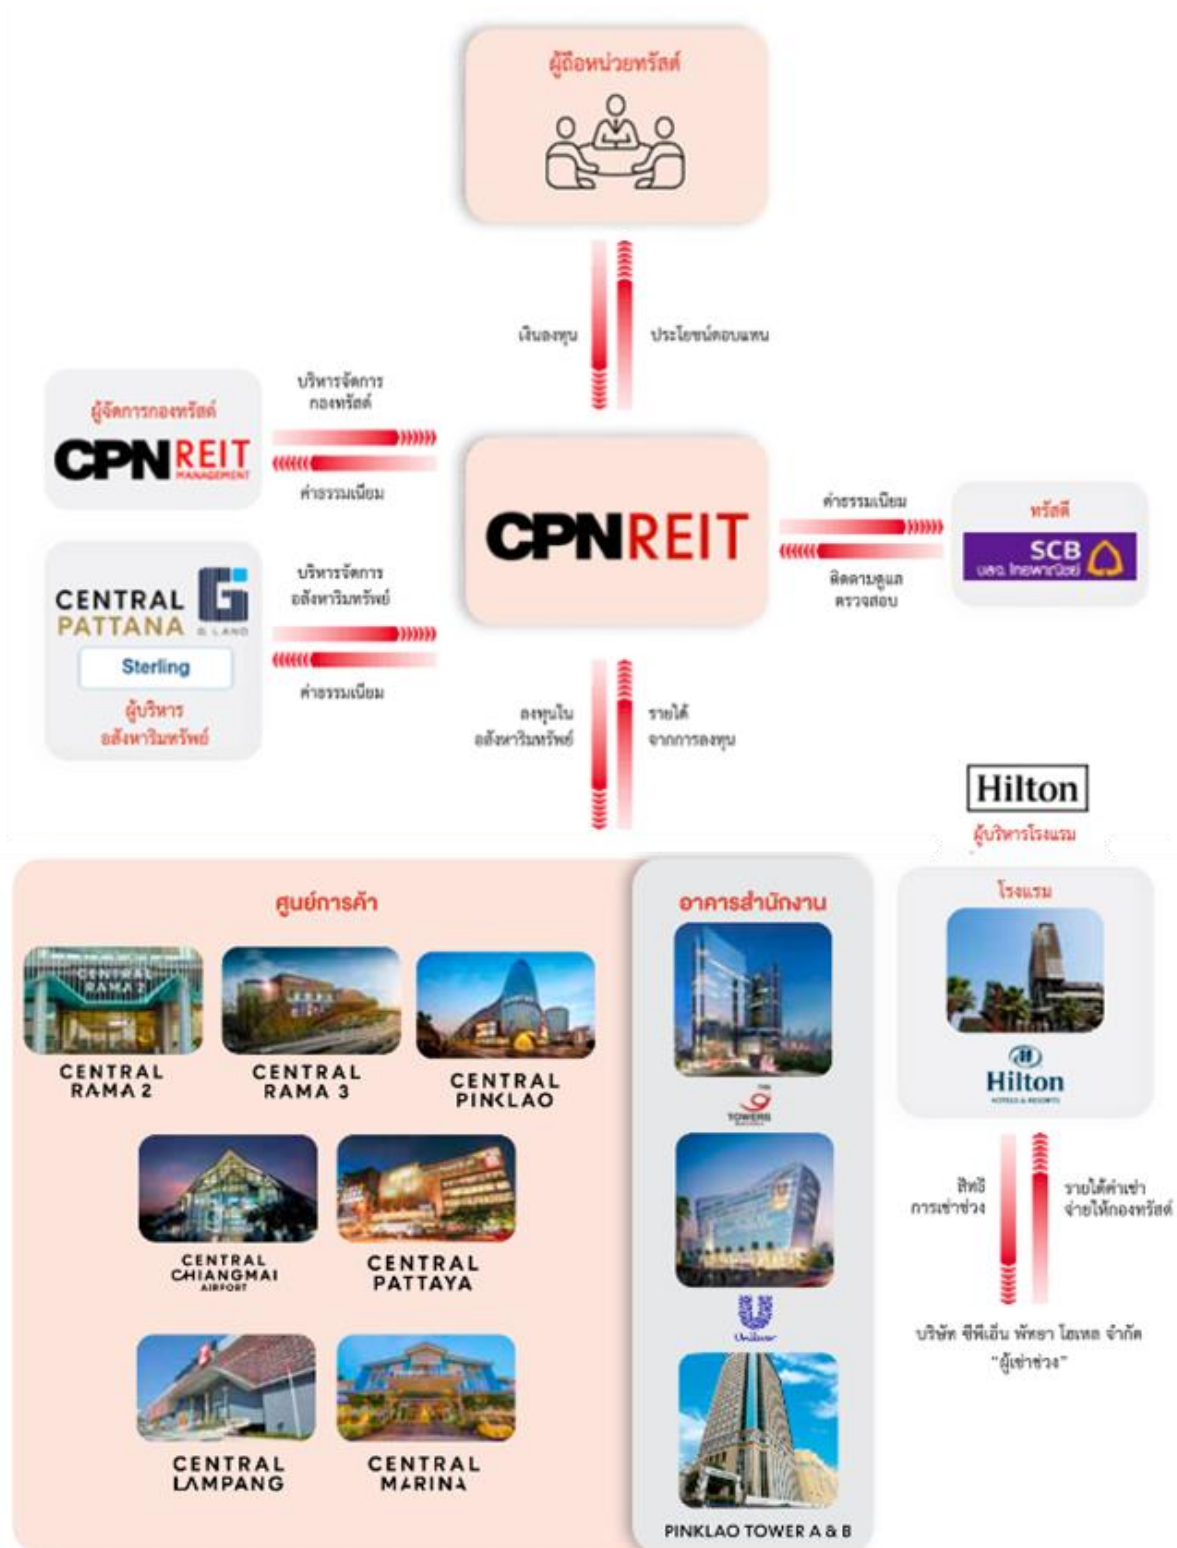 ผู้ถือหน่วยทรัสต์
เงินลงทุน
ประโยชน์ตอบแทน
ผู้จัดการกองทรัสต์
CPNREIT
MANAGEMENT
บริหารจัดการ
กองทรัสต์
ค่าธรรมเนียม
CPNREIT
ค่าธรรมเนียม
ติดตามดูแล
ตรวจสอบ
ทรัสตี
SCB
บลจ. ไทยพาณิชย์
CENTRAL
PATTANA
G LAND
Sterling
ผู้บริหาร
อสังหาริมทรัพย์
บริหารจัดการ
อสังหาริมทรัพย์
ค่าธรรมเนียม
ลงทุนใน
อสังหาริมทรัพย์
รายได้
จากการลงทุน
Hilton
ผู้บริหารโรงแรม
ศูนย์การค้า
CENTRAL
RAMA 2
CENTRAL
RAMA 2
CENTRAL
RAMA 3
CENTRAL
PINKLAO
CENTRAL
CHIANGMAI
AIRPORT
CENTRAL
PATTAYA
CENTRAL
LAMPANG
CENTRAL
MARINA
อาคารสำนักงาน
THE
9
TOWERS
Unilever
PINKLAO TOWER A & B
โรงแรม
Hilton
HOTELS & RESORTS
สิทธิ
การเช่าช่วง
รายได้ค่าเช่า
จ่ายให้กองทรัสต์
บริษัท ซีพีเอ็น พัทยา โฮเทล จำกัด
“ผู้เช่าช่วง”